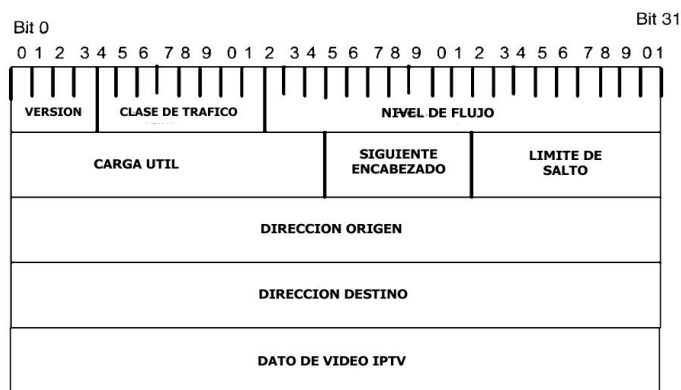 Bit 0
Bit 31
0 1 2 3 4 5 6 7 8 9 0 1 2 3 4 5 6 7 8 9 0 1 2 3 4 5 6 7 8 9 0 1
VERSION
CLASE DE TRAFICO
NIVEL DE FLUJO
CARGA UTIL
SIGUIENTE
ENCABEZADO
LIMITE DE
SALTO
DIRECCION ORIGEN
DIRECCION DESTINO
DATO DE VIDEO IPTV